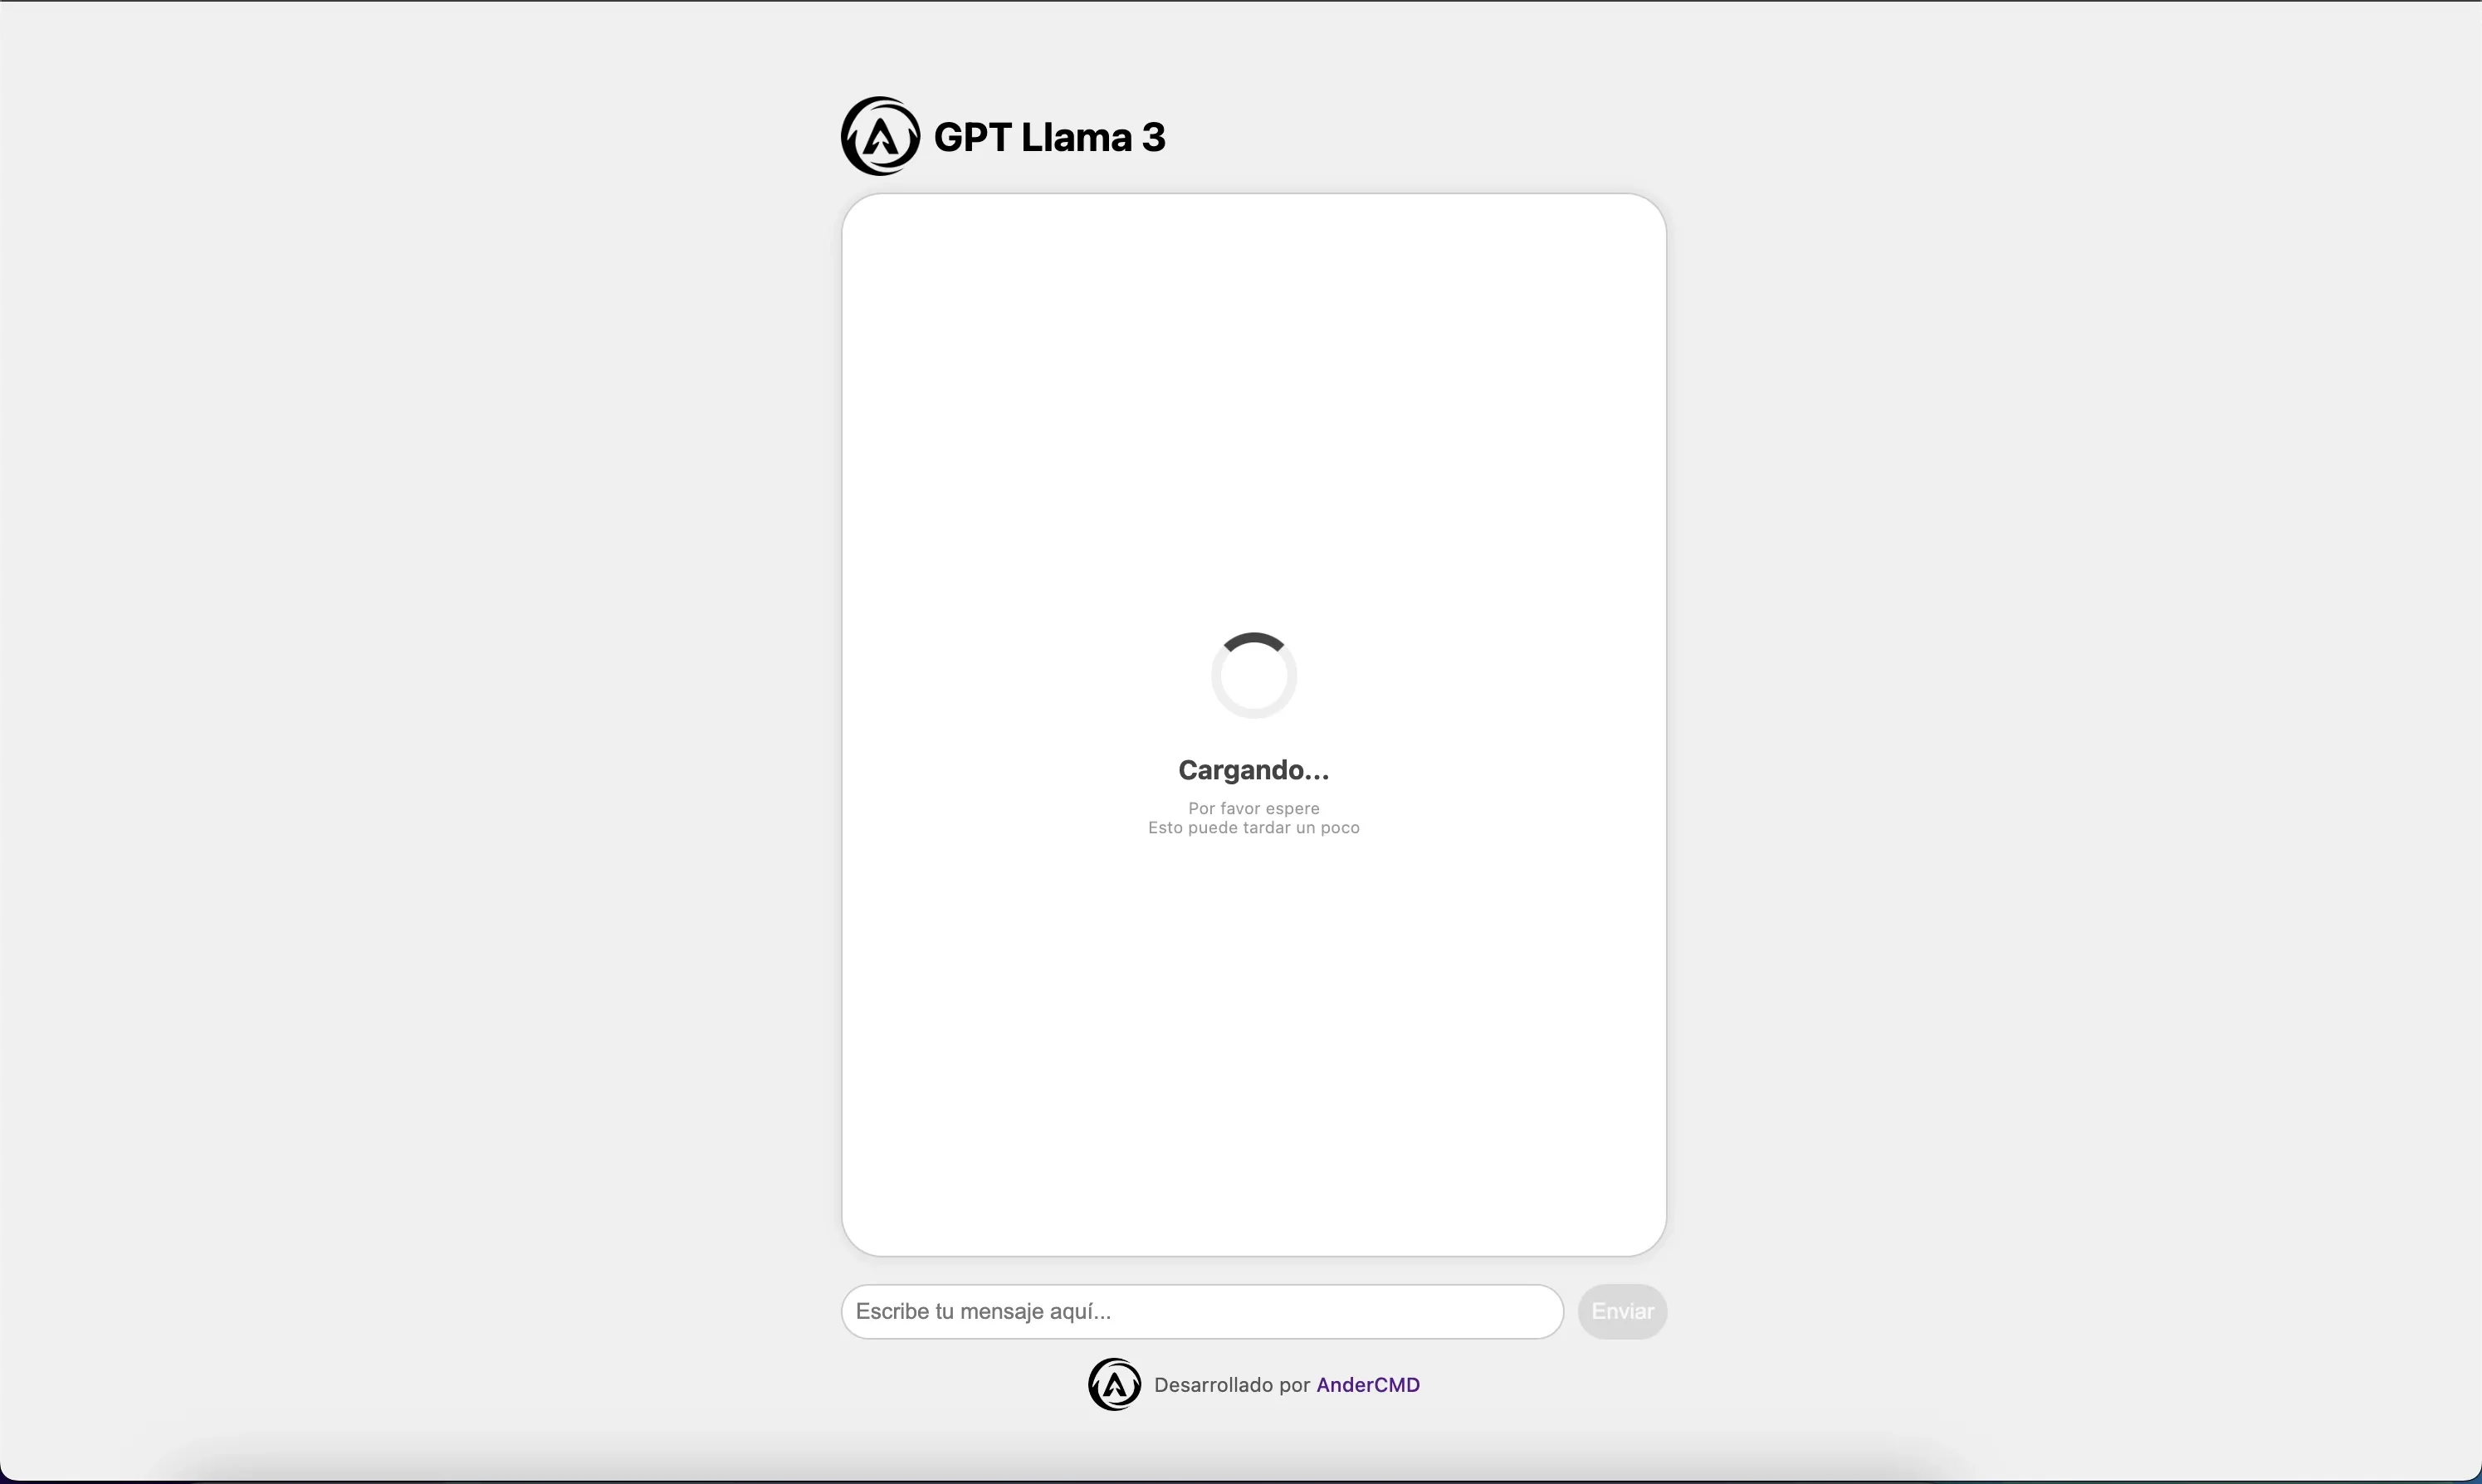 GPT Llama 3
Cargando...
Por favor espere
Esto puede tardar un poco
Escribe tu mensaje aquí...
Enviar
Desarrollado por AnderCMD